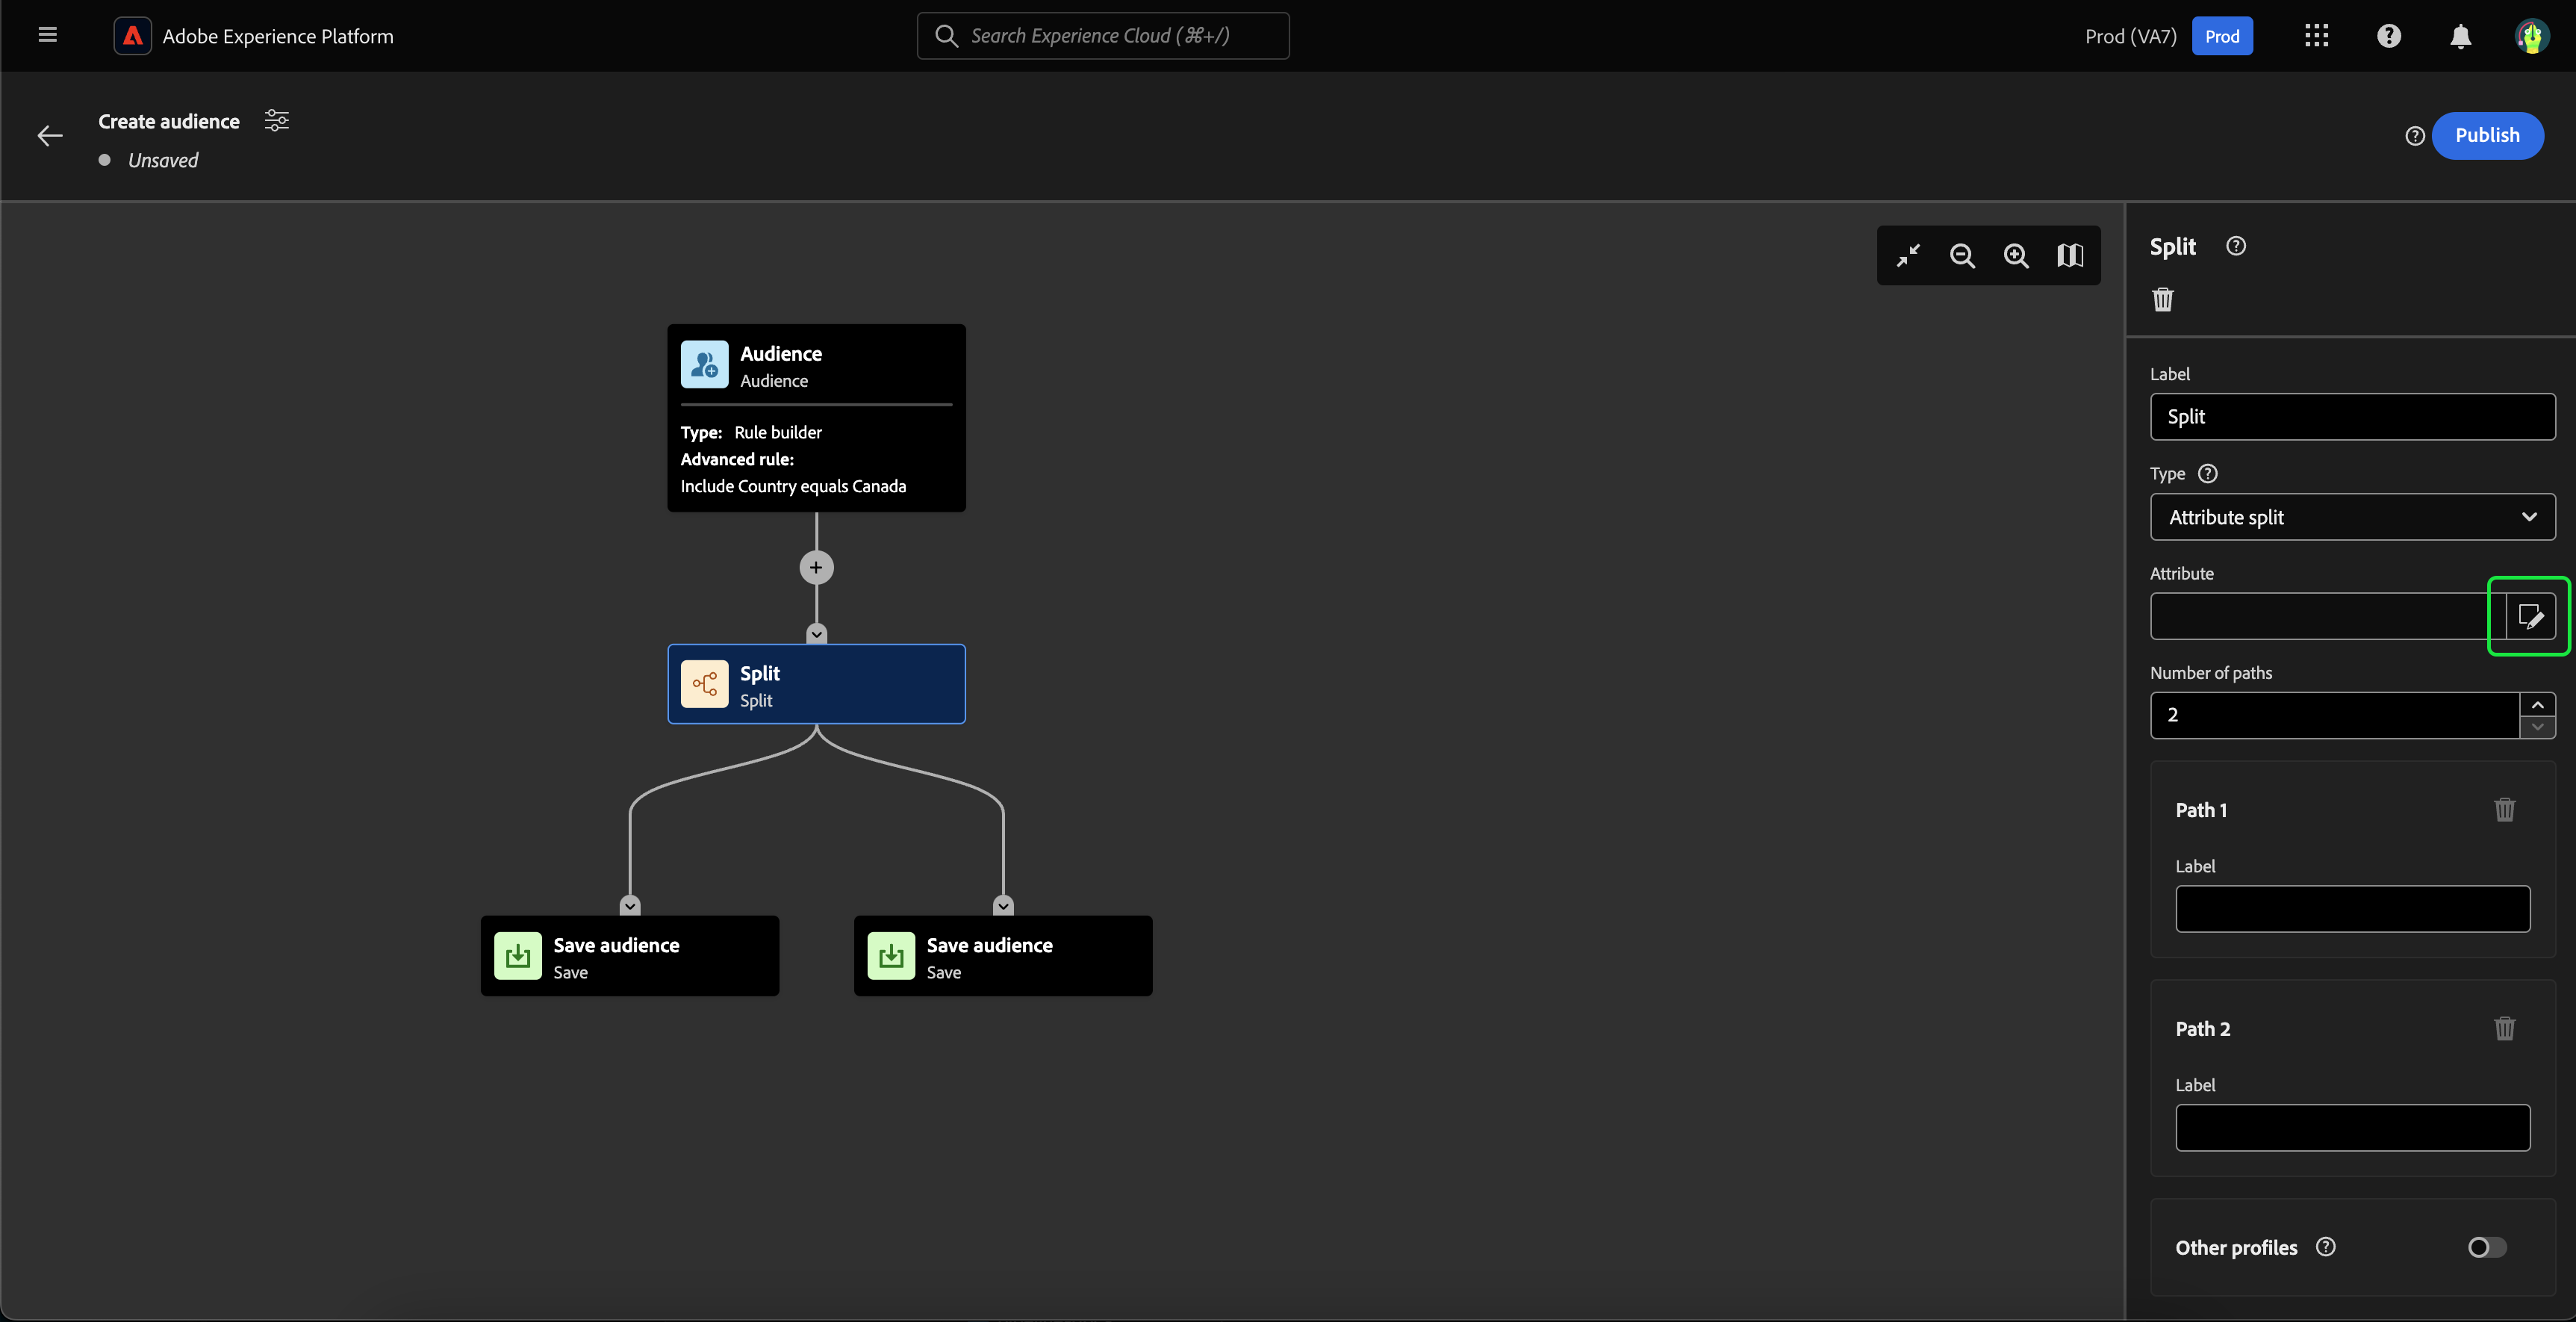 Adobe Experience Platform
Search Experience Cloud (⌘+/)
Prod (VA7)
Prod
Create audience
Unsaved
Publish
Audience
Audience
Type: Rule builder
Advanced rule:
Include Country equals Canada
Split
Split
Save audience
Save
Save audience
Save
Split
Label
Split
Type
Attribute split
Attribute
Number of paths
2
Path 1
Label
Path 2
Label
Other profiles